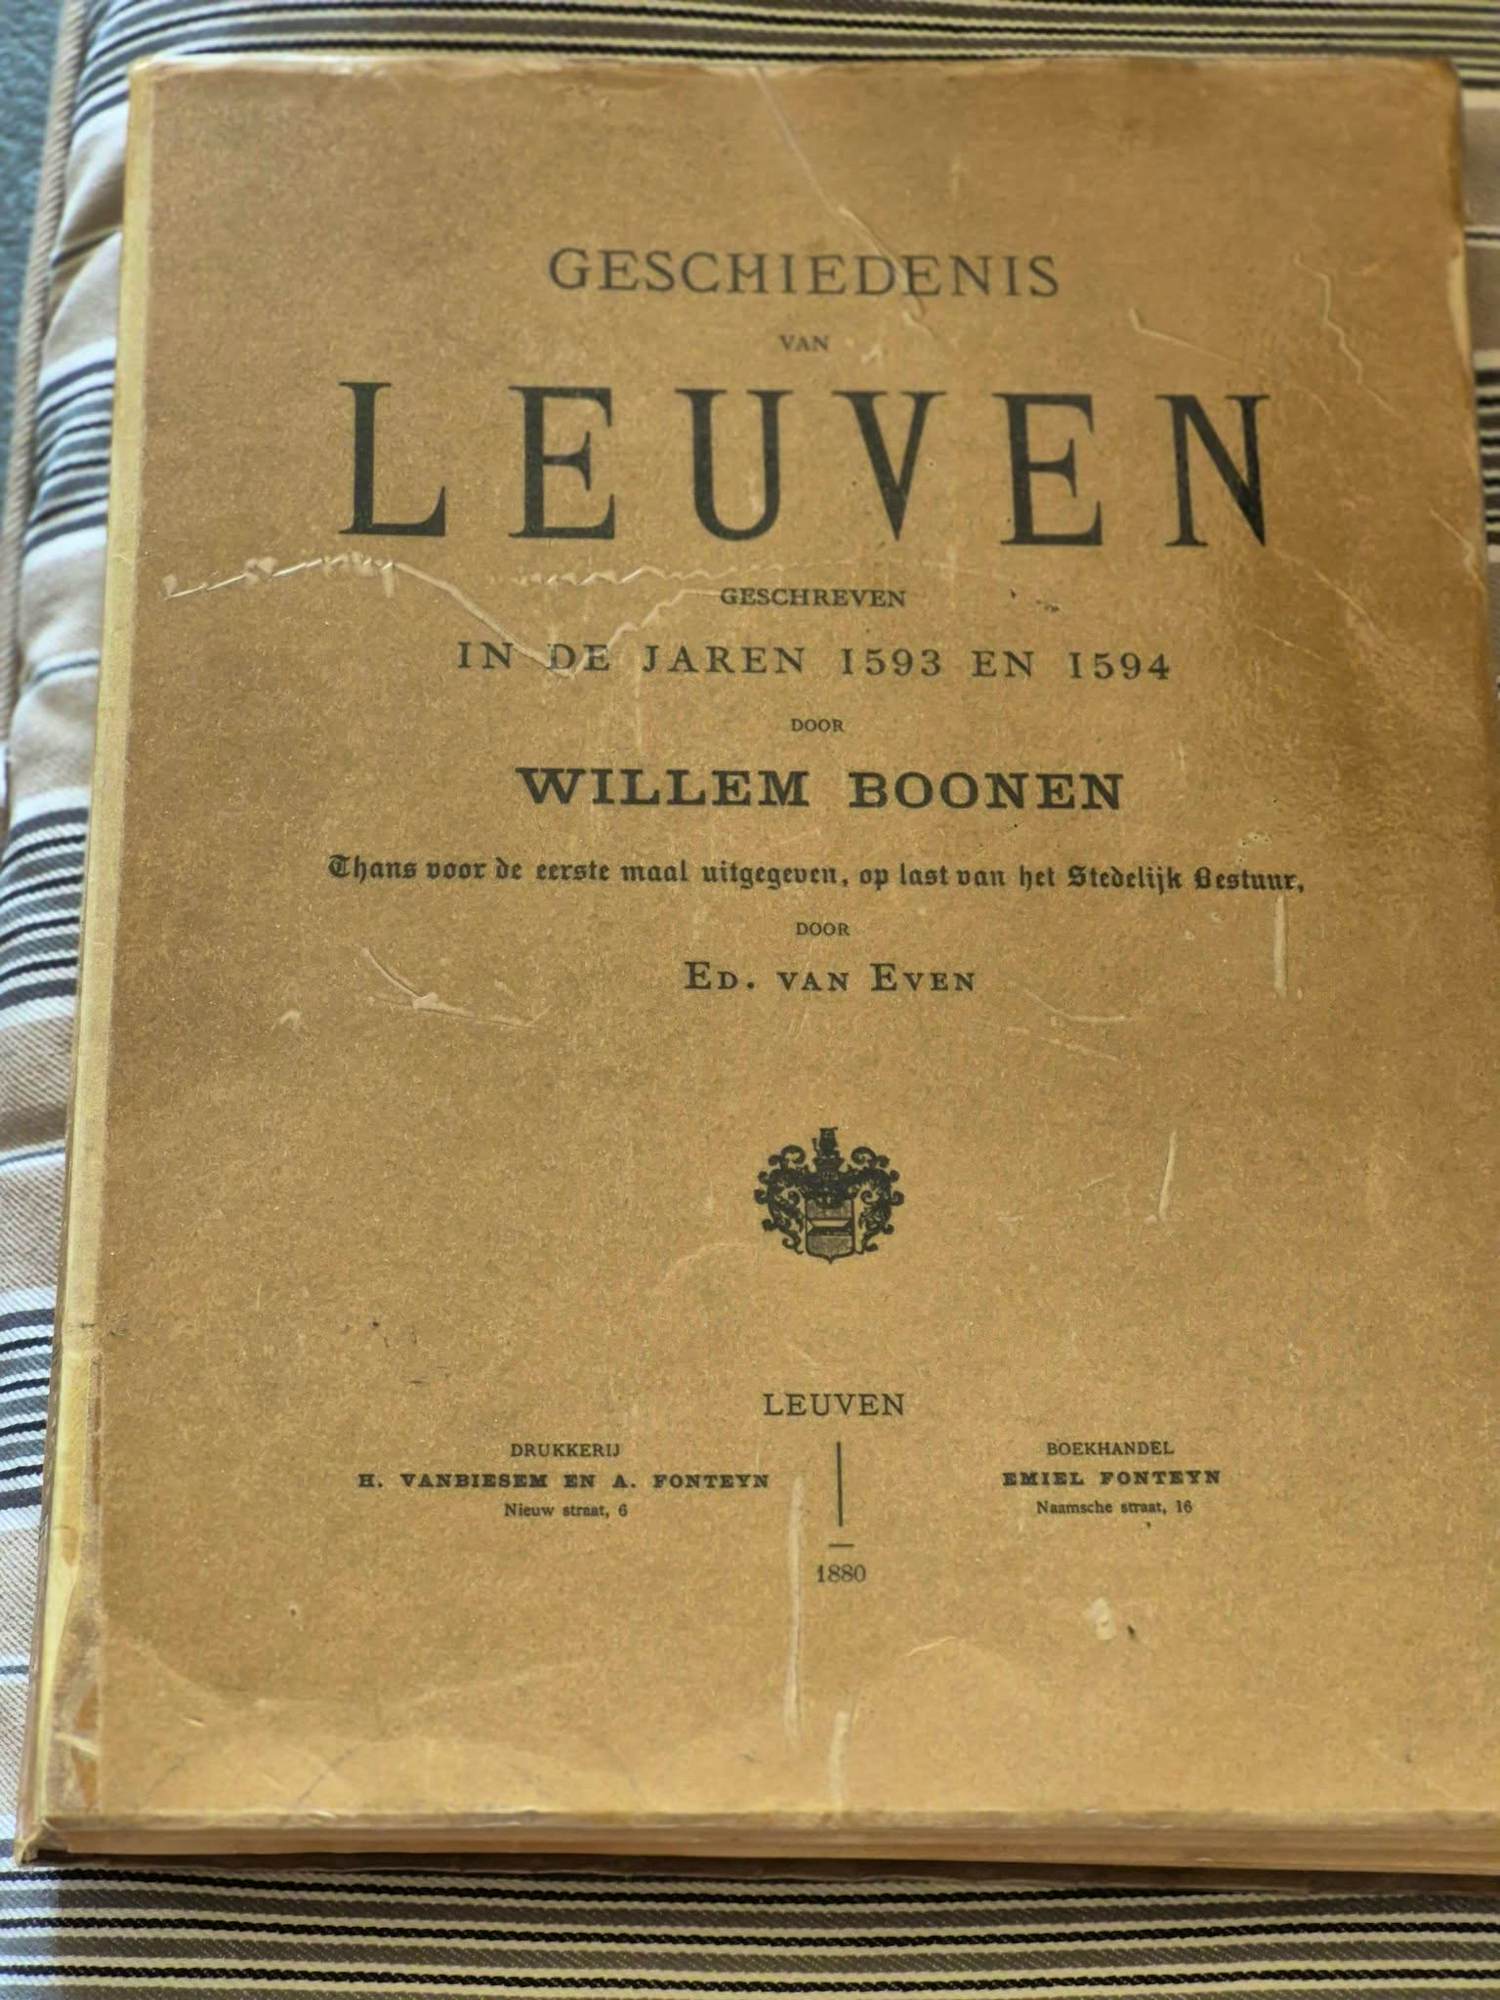 GESCHIEDENIS
VAN
LEUVEN
GESCHREVEN
IN DE JAREN 1593 EN 1594
DOOR
WILLEM BOONEN
Thans voor de eerste maal uitgegeven, op last van het Stedelijk Bestuur,
DOOR
ED. VAN EVEN
LEUVEN
DRUKKERIJ
H. VANBIESEM EN A. FONTEYN
Nieuw straat, 6
BOEKHANDEL
EMIEL FONTEYN
Naamsche straat, 16
1880